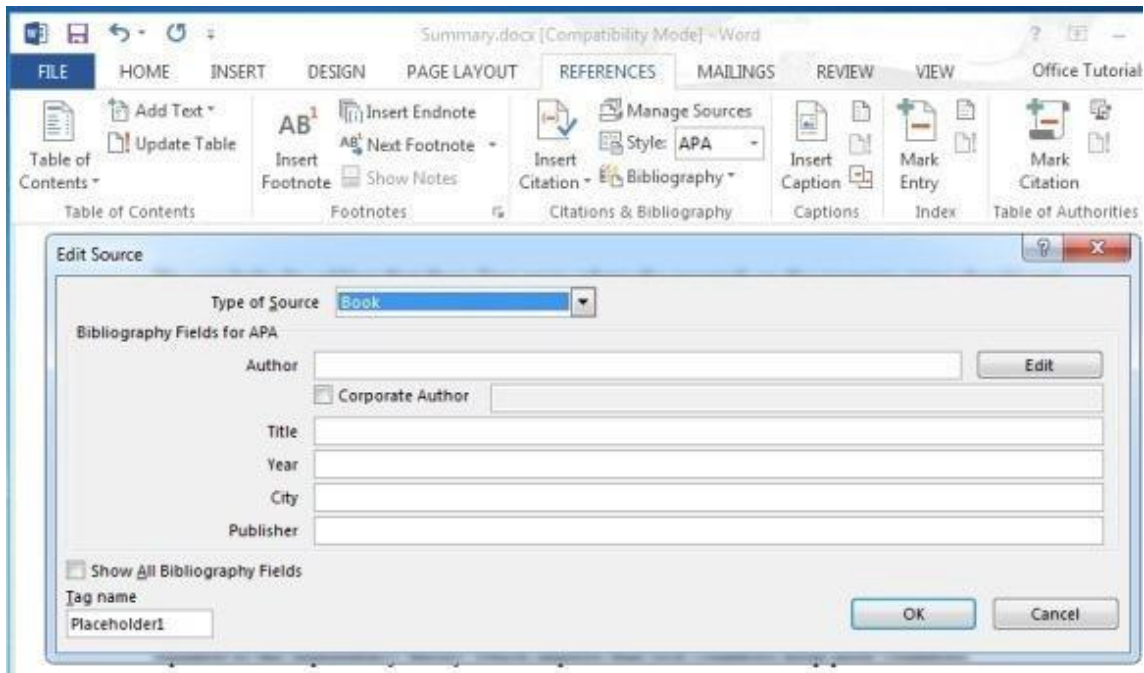 Summary.docx [Compatibility Mode] - Word
FILE HOME INSERT DESIGN PAGE LAYOUT REFERENCES MAILINGS REVIEW VIEW Office Tutorial
Add Text Insert Endnote Manage Sources
Update Table AB1 Next Footnote Style: APA
Table of Contents Insert Footnote Show Notes Insert Citation Bibliography Insert Caption Mark Entry Mark Citation
Table of Contents Footnotes Citations & Bibliography Captions Index Table of Authorities
Edit Source
Type of Source Book
Bibliography Fields for APA
Author Edit
Corporate Author
Title
Year
City
Publisher
Show All Bibliography Fields
Tag name
Placeholder1 OK Cancel